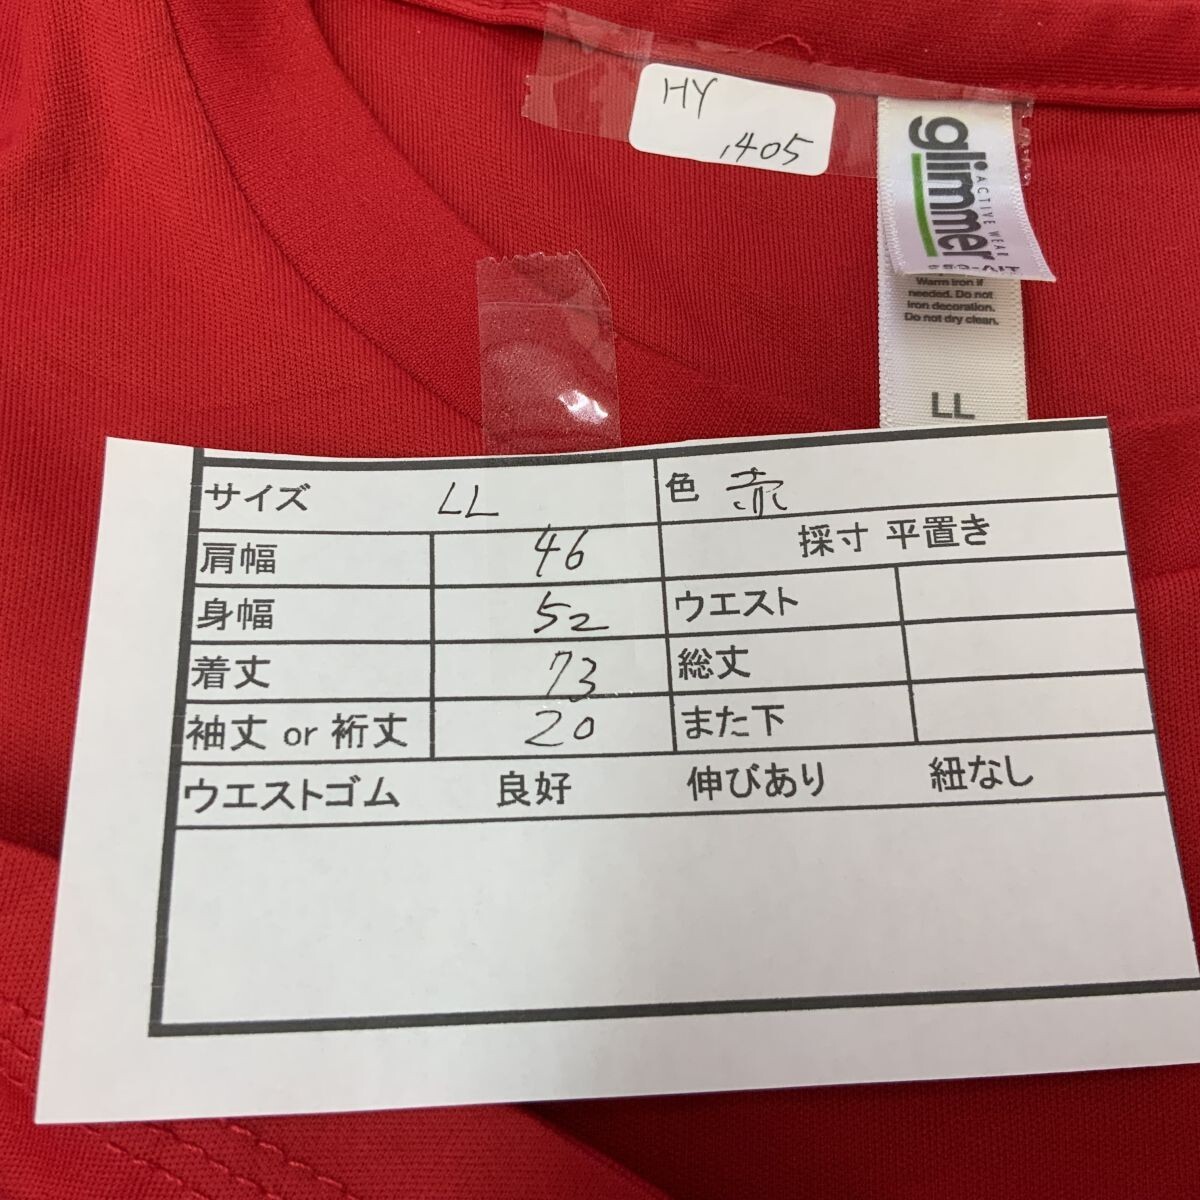 HY
,405
glimmer
ACTIVE WEAR
Warm iron if
needed. Do not
iron decoration.
Do not dry clean.
LL
サイズ LL 色 赤
肩幅 46 採寸 平置き
身幅 52 ウエスト
着丈 73 総丈
袖丈 or 裄丈 20 また下
ウエストゴム 良好 伸びあり 紐なし